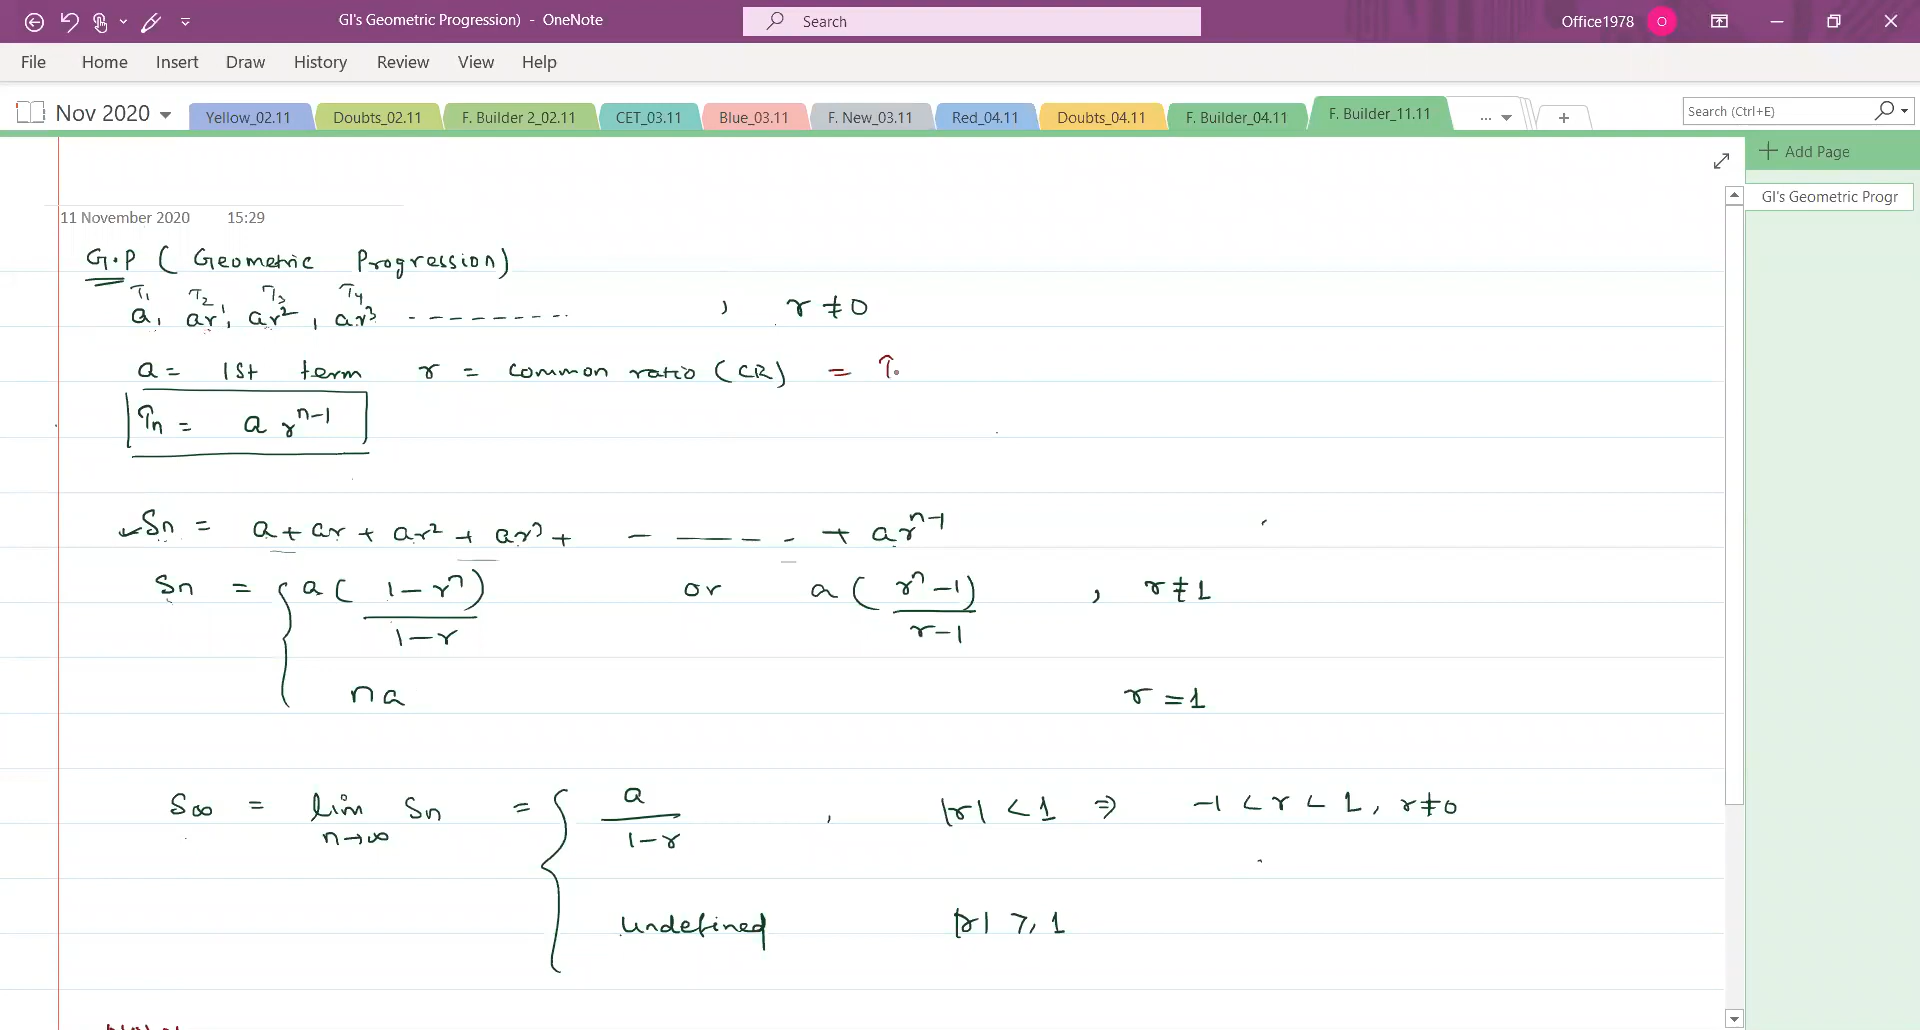 GI's Geometric Progression) - OneNote
Search
Office1978
O
File Home Insert Draw History Review View Help
Nov 2020
Yellow_02.11 Doubts_02.11 F. Builder 2_02.11 CET_03.11 Blue_03.11 F. New_03.11 Red_04.11 Doubts_04.11 F. Builder_04.11 F. Builder_11.11 ...
Search (Ctrl+E)
Add Page
GI's Geometric Progr
11 November 2020 15:29
G.P ( Geometric Progression)
T₁ T₂ T₃ T₄
a, ar¹, ar², ar³ ---------- , r ≠ 0
a = 1st term r = common ratio (CR) = T
Tn = a r^(n-1)
Sn = a + ar + ar² + ar³ + - --- - + ar^(n-1)
Sn = { a ( (1-r^n) / (1-r) ) or a ( (r^n-1) / (r-1) ) , r ≠ 1
na r = 1
S∞ = lim n→∞ Sn = { a / (1-r) , |r| < 1 ⇒ -1 < r < 1, r ≠ 0
undefined |r| ⩾ 1